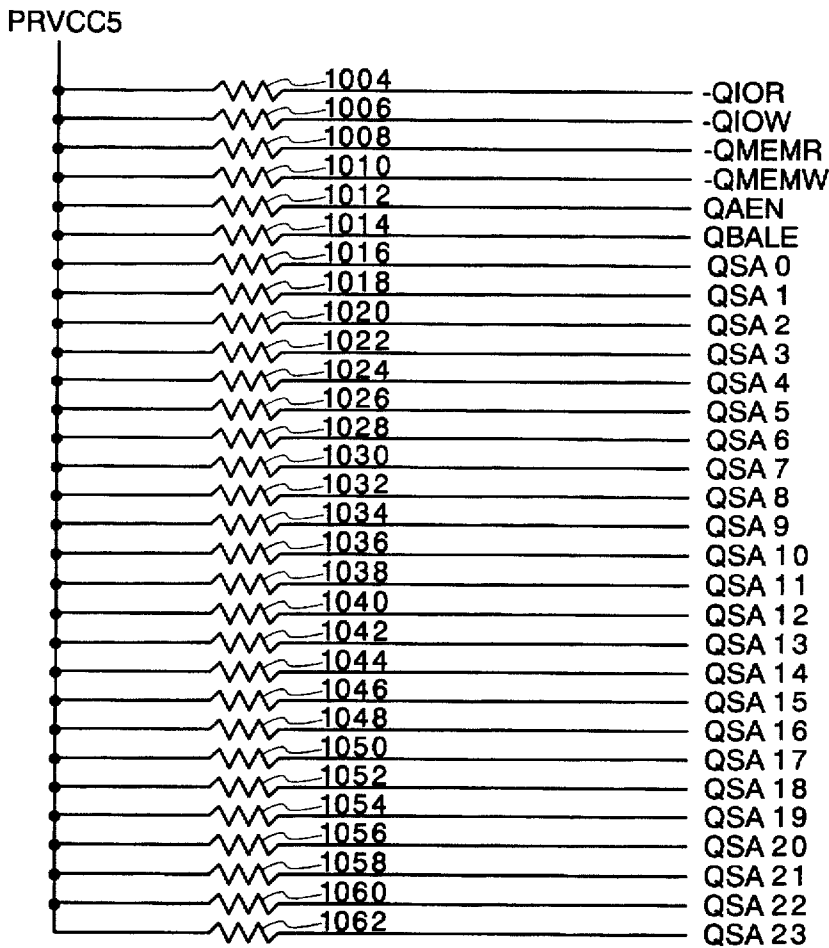 PRVCC5
1004 -QIOR
1006 -QIOW
1008 -QMEMR
1010 -QMEMW
1012 QAEN
1014 QBALE
1016 QSA 0
1018 QSA 1
1020 QSA 2
1022 QSA 3
1024 QSA 4
1026 QSA 5
1028 QSA 6
1030 QSA 7
1032 QSA 8
1034 QSA 9
1036 QSA 10
1038 QSA 11
1040 QSA 12
1042 QSA 13
1044 QSA 14
1046 QSA 15
1048 QSA 16
1050 QSA 17
1052 QSA 18
1054 QSA 19
1056 QSA 20
1058 QSA 21
1060 QSA 22
1062 QSA 23